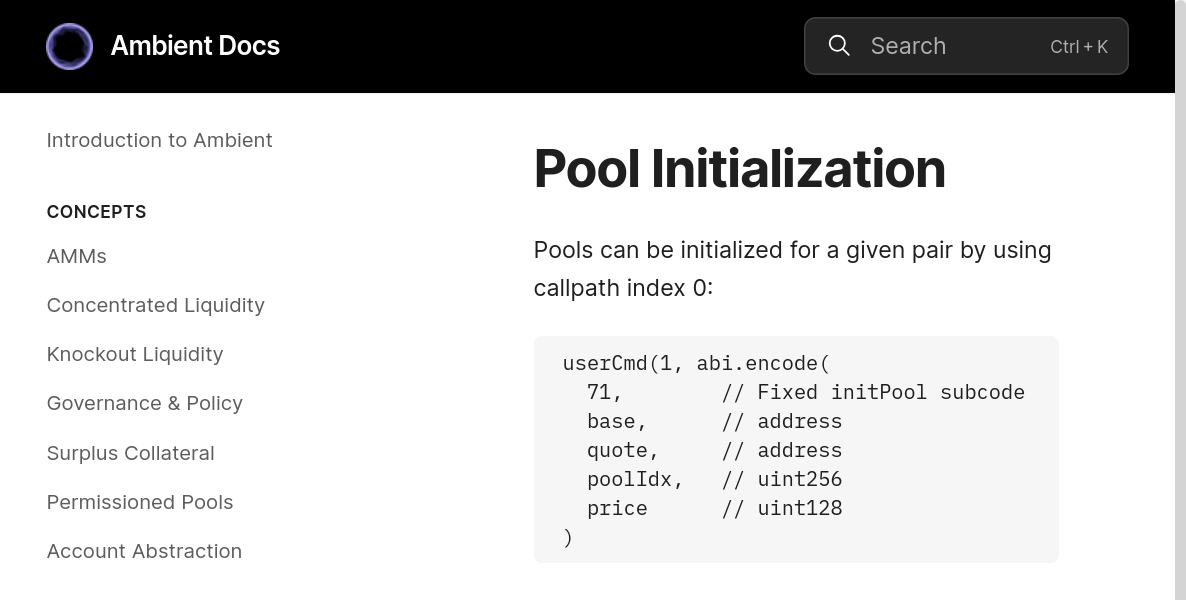 Ambient Docs
Search
Ctrl + K
Introduction to Ambient
CONCEPTS
AMMs
Concentrated Liquidity
Knockout Liquidity
Governance & Policy
Surplus Collateral
Permissioned Pools
Account Abstraction
Pool Initialization
Pools can be initialized for a given pair by using
callpath index 0:
userCmd(1, abi.encode(
  71,        // Fixed initPool subcode
  base,      // address
  quote,     // address
  poolIdx,   // uint256
  price      // uint128
)